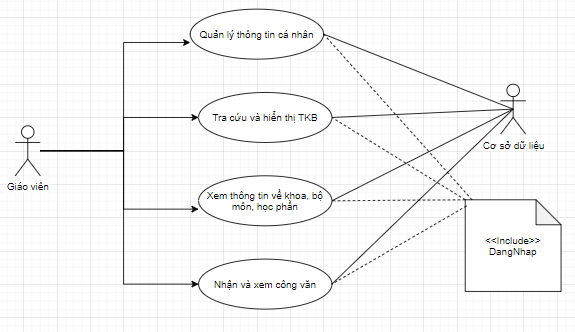 Quản lý thông tin cá nhân
Tra cứu và hiển thị TKB
Cơ sở dữ liệu
Giáo viên
Xem thông tin về khoa, bộ
môn, học phần
<<Include>>
DangNhap
Nhận và xem công văn